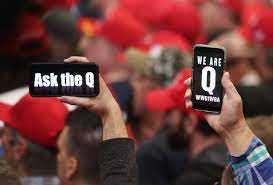 Ask the Q
WE ARE
Q
WWG1WGA